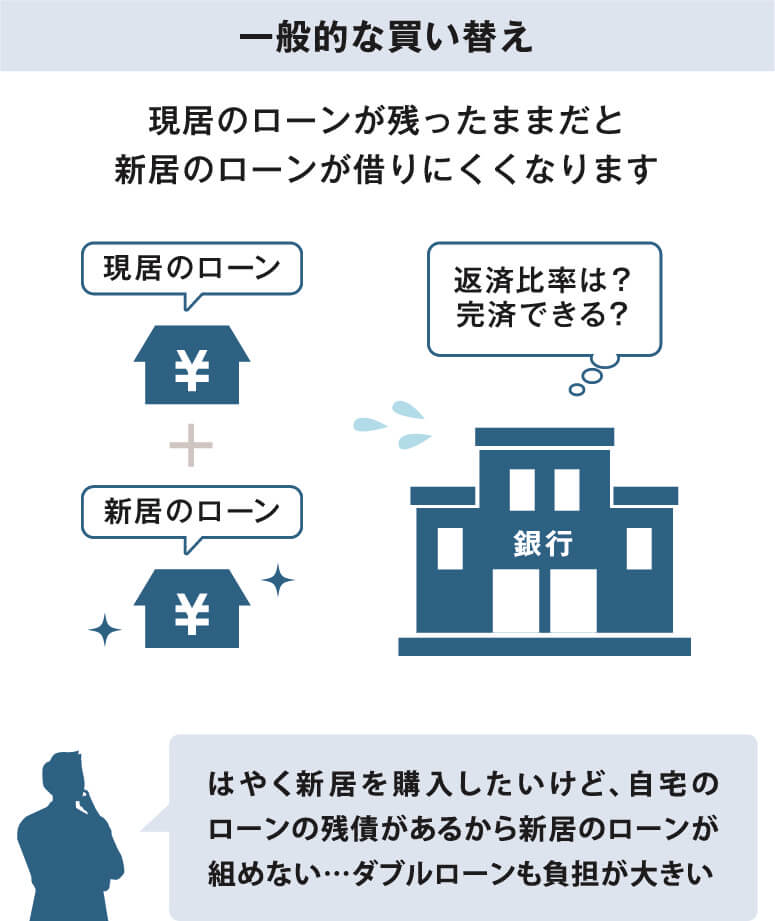 一般的な買い替え
現居のローンが残ったままだと
新居のローンが借りにくくなります
現居のローン
返済比率は？
完済できる？
¥
新居のローン
銀行
¥
はやく新居を購入したいけど、自宅の
ローンの残債があるから新居のローンが
組めない…ダブルローンも負担が大きい